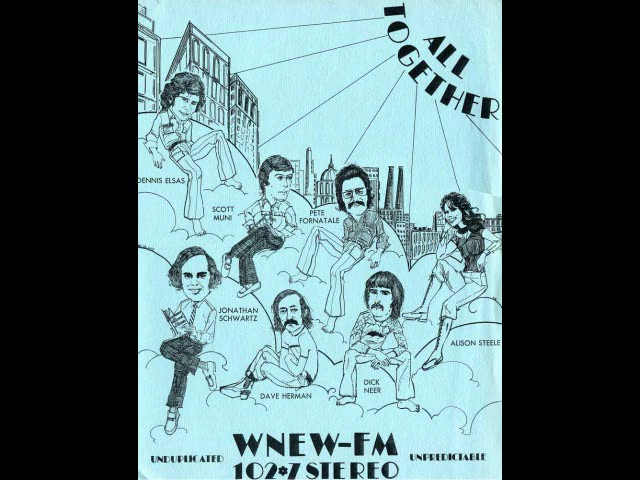 ALL
TOGETHER
DENNIS ELSAS
SCOTT
MUNI
PETE
FORNATALE
JONATHAN
SCHWARTZ
ALISON STEELE
DAVE HERMAN
DICK
NEER
UNDUPLICATED
WNEW-FM
102•7 STEREO
UNPREDICTABLE